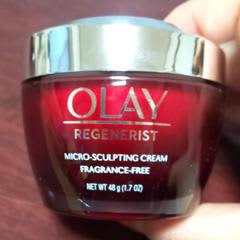 OLAY
REGENERIST
MICRO-SCULPTING CREAM
FRAGRANCE-FREE
NET WT 48 g (1.7 OZ)